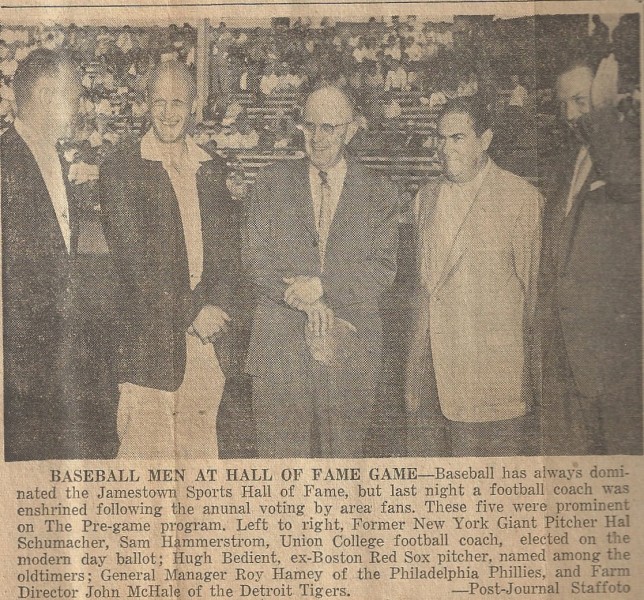 BASEBALL MEN AT HALL OF FAME GAME—Baseball has always domi-
nated the Jamestown Sports Hall of Fame, but last night a football coach was
enshrined following the anunal voting by area fans. These five were prominent
on The Pre-game program. Left to right, Former New York Giant Pitcher Hal
Schumacher, Sam Hammerstrom, Union College football coach, elected on the
modern day ballot; Hugh Bedient, ex-Boston Red Sox pitcher, named among the
oldtimers; General Manager Roy Hamey of the Philadelphia Phillies, and Farm
Director John McHale of the Detroit Tigers. —Post-Journal Staffoto